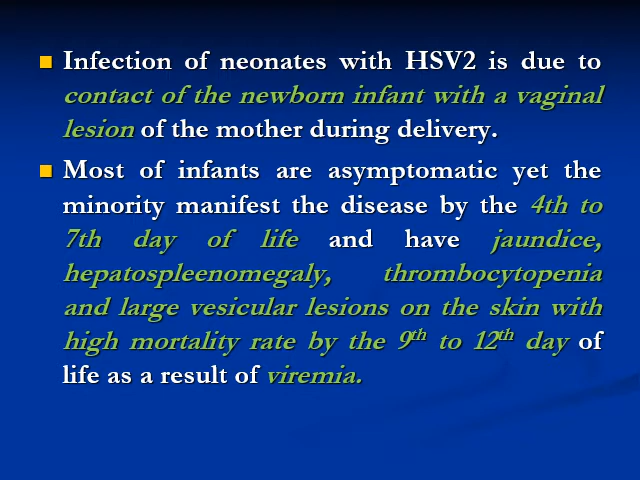 Infection of neonates with HSV2 is due to
contact of the newborn infant with a vaginal
lesion of the mother during delivery.
Most of infants are asymptomatic yet the
minority manifest the disease by the 4th to
7th day of life and have jaundice,
hepatospleenomegaly, thrombocytopenia
and large vesicular lesions on the skin with
high mortality rate by the 9th to 12th day of
life as a result of viremia.